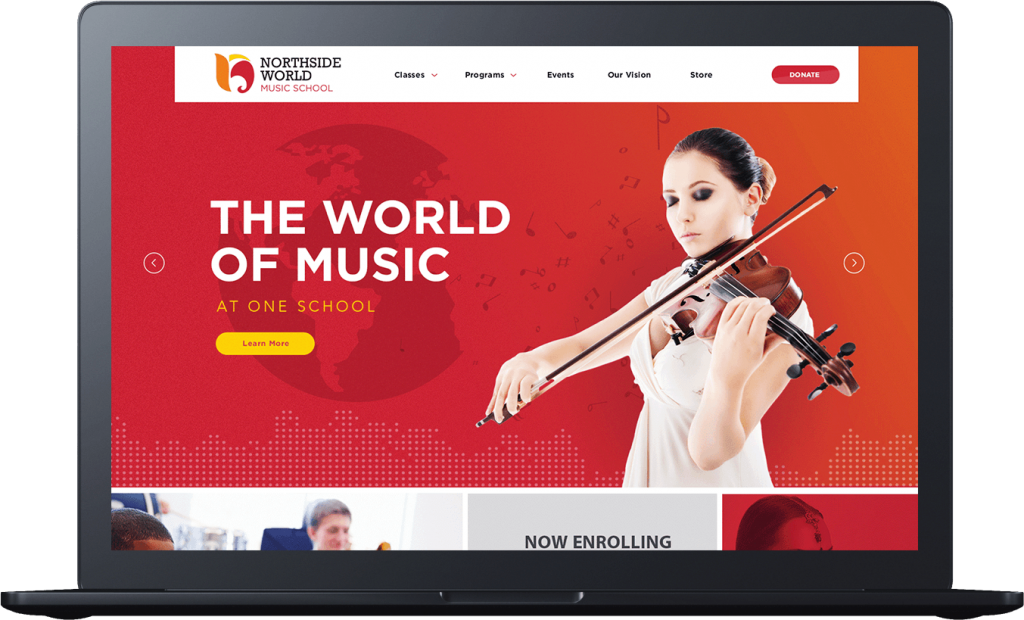 NORTHSIDE
WORLD
MUSIC SCHOOL
Classes Programs Events Our Vision Store DONATE
THE WORLD
OF MUSIC
AT ONE SCHOOL
Learn More
NOW ENROLLING